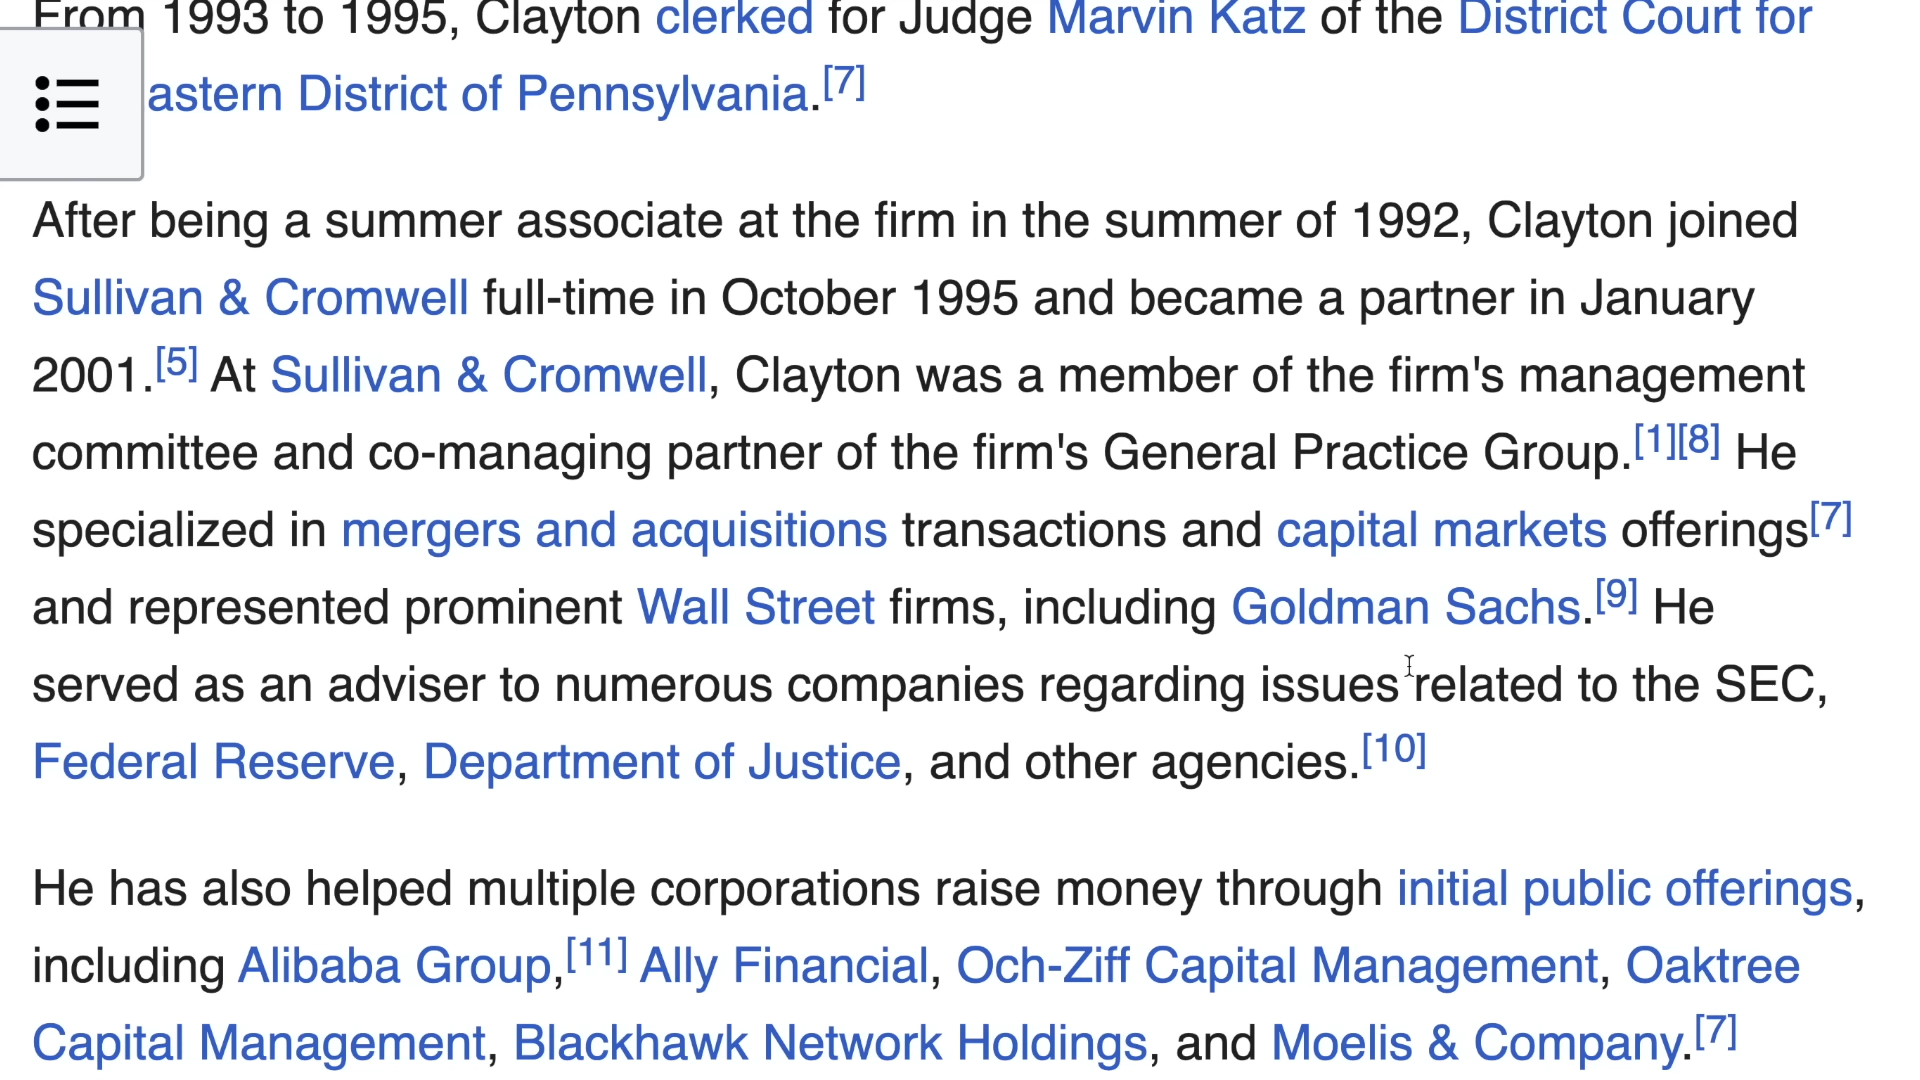 From 1993 to 1995, Clayton clerked for Judge Marvin Katz of the District Court for
astern District of Pennsylvania.[7]
After being a summer associate at the firm in the summer of 1992, Clayton joined
Sullivan & Cromwell full-time in October 1995 and became a partner in January
2001.[5] At Sullivan & Cromwell, Clayton was a member of the firm's management
committee and co-managing partner of the firm's General Practice Group.[1][8] He
specialized in mergers and acquisitions transactions and capital markets offerings[7]
and represented prominent Wall Street firms, including Goldman Sachs.[9] He
served as an adviser to numerous companies regarding issues related to the SEC,
Federal Reserve, Department of Justice, and other agencies.[10]
He has also helped multiple corporations raise money through initial public offerings,
including Alibaba Group,[11] Ally Financial, Och-Ziff Capital Management, Oaktree
Capital Management, Blackhawk Network Holdings, and Moelis & Company.[7]